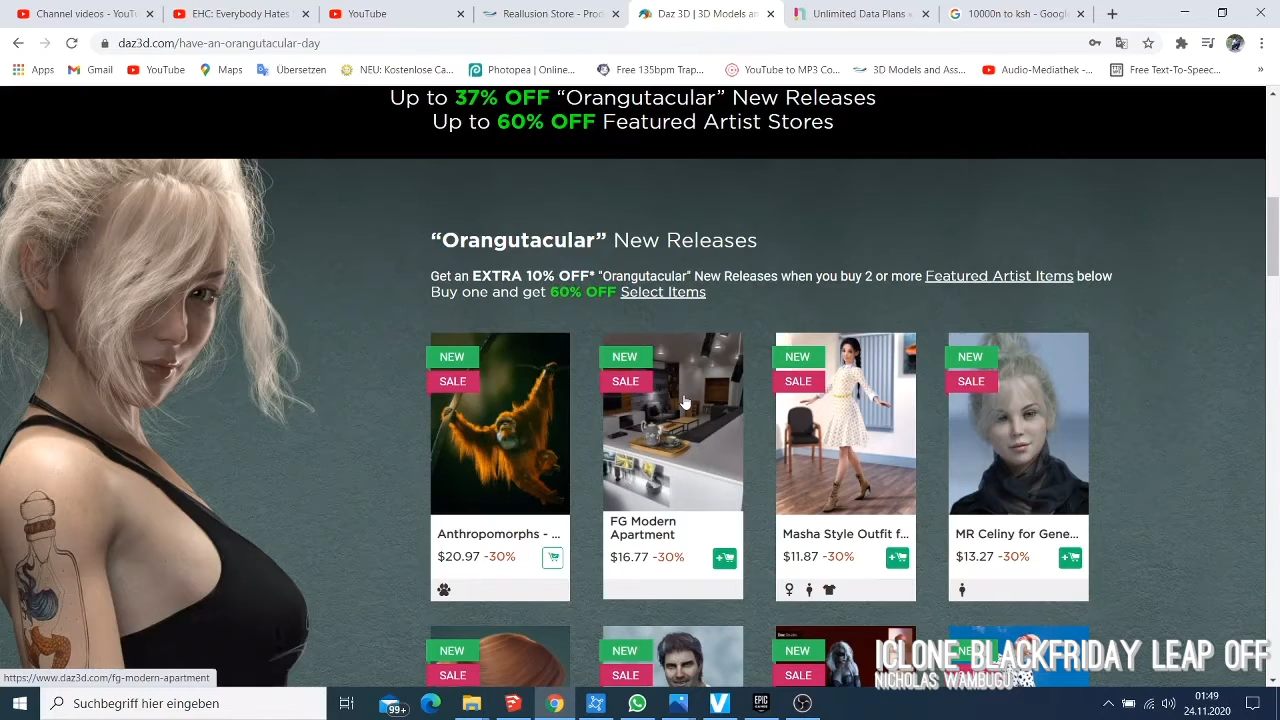 Channel videos - YouTub
EHC: Everybody Hates
YouTube
Reallusion Store - Prod
Daz 3D | 3D Models an
Unlimited Data Plans
10000n to ksh - Google
daz3d.com/have-an-orangutacular-day
Apps
Gmail
YouTube
Maps
Übersetzen
NEU: Kostenlose Ca...
Photopea | Online...
Free 135bpm Trap...
YouTube to MP3 Co...
3D Models and Ass...
Audio-Mediathek -...
Free Text-To-Speec...
Up to 37% OFF “Orangutacular” New Releases
Up to 60% OFF Featured Artist Stores
“Orangutacular” New Releases
Get an EXTRA 10% OFF* "Orangutacular" New Releases when you buy 2 or more Featured Artist Items below
Buy one and get 60% OFF Select Items
NEW
SALE
NEW
SALE
NEW
SALE
NEW
SALE
Anthropomorphs - ...
$20.97 -30%
FG Modern
Apartment
$16.77 -30%
Masha Style Outfit f...
$11.87 -30%
MR Celiny for Gene...
$13.27 -30%
NEW
SALE
NEW
SALE
NEW
SALE
NEW
ICLONE BLACKFRIDAY LEAP OFF
NICHOLAS WAMBUGU
https://www.daz3d.com/fg-modern-apartment
Suchbegriff hier eingeben
99+
EPIC
GAMES
01:49
24.11.2020